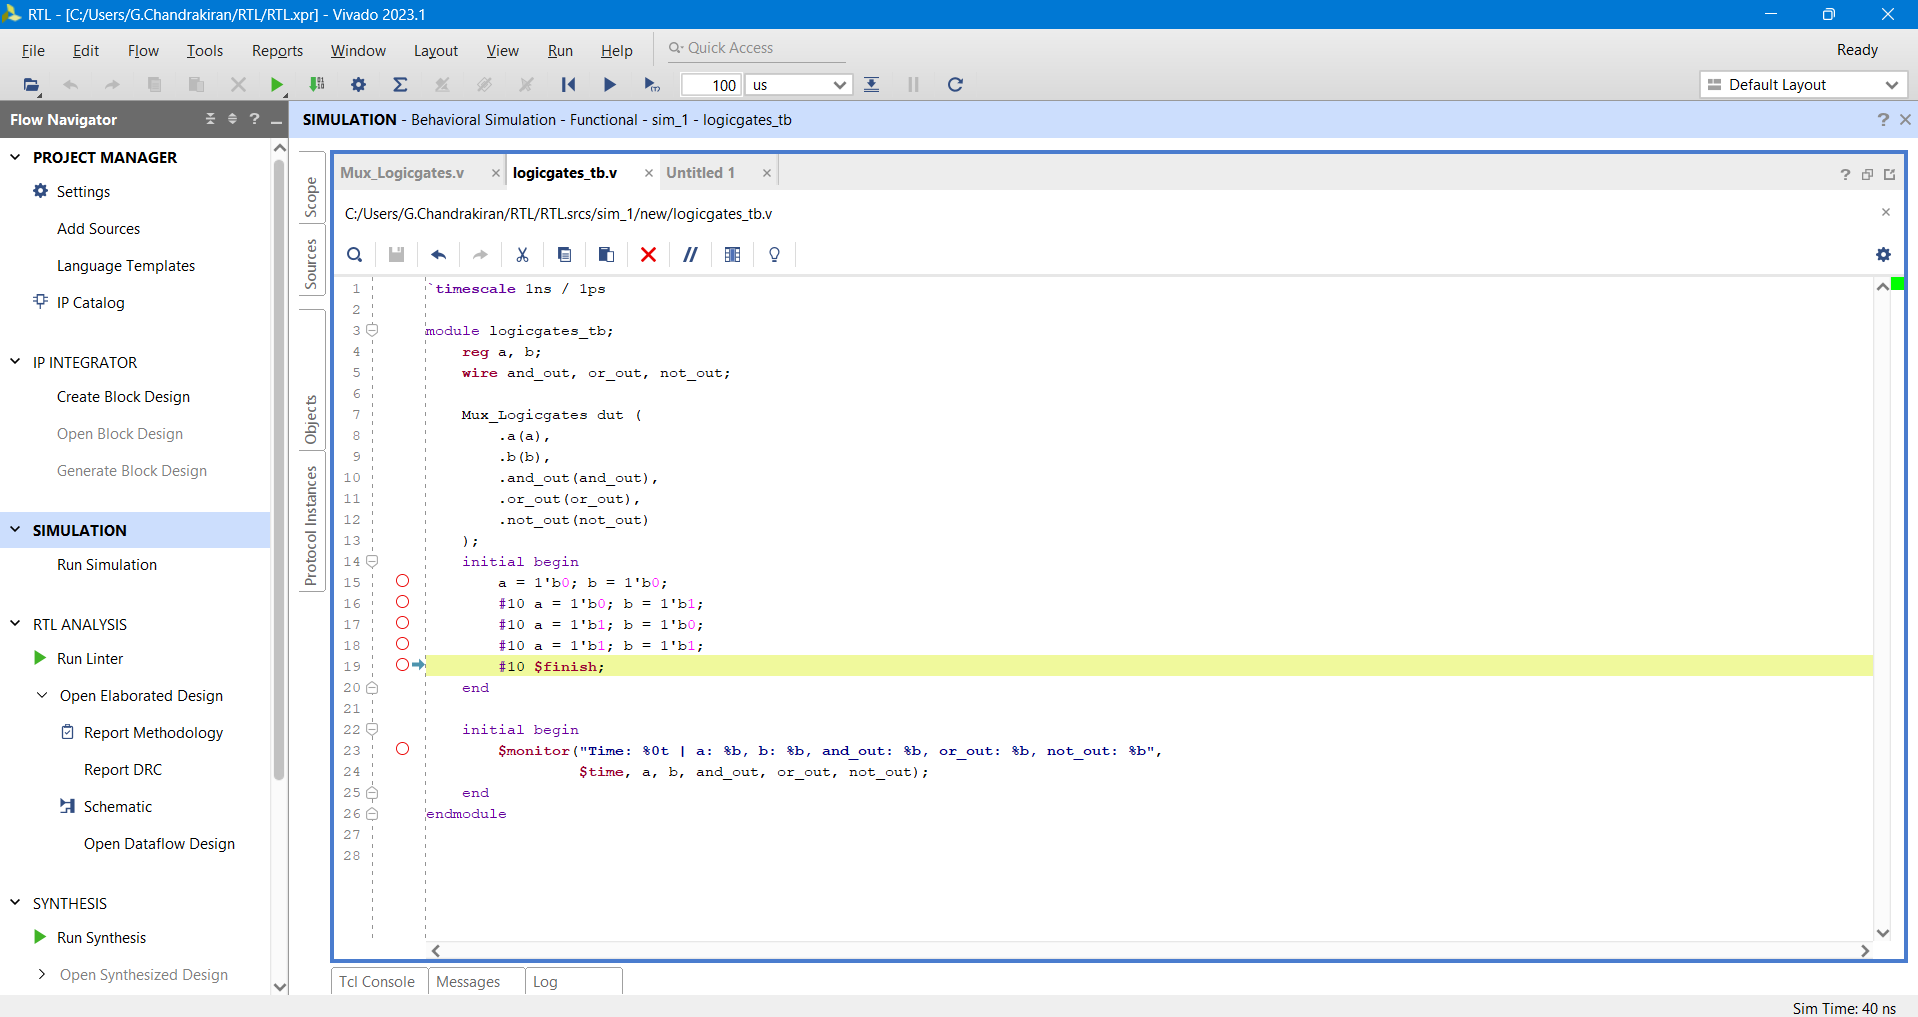 RTL - [C:/Users/G.Chandrakiran/RTL/RTL.xpr] - Vivado 2023.1
File Edit Flow Tools Reports Window Layout View Run Help Quick Access Ready
100 us Default Layout
Flow Navigator ?
SIMULATION - Behavioral Simulation - Functional - sim_1 - logicgates_tb ?
PROJECT MANAGER
Settings
Add Sources
Language Templates
IP Catalog
IP INTEGRATOR
Create Block Design
Open Block Design
Generate Block Design
SIMULATION
Run Simulation
RTL ANALYSIS
Run Linter
Open Elaborated Design
Report Methodology
Report DRC
Schematic
Open Dataflow Design
SYNTHESIS
Run Synthesis
Open Synthesized Design
Scope
Sources
Objects
Protocol Instances
Mux_Logicgates.v logicgates_tb.v Untitled 1 ?
C:/Users/G.Chandrakiran/RTL/RTL.srcs/sim_1/new/logicgates_tb.v
1 `timescale 1ns / 1ps
2
3 module logicgates_tb;
4 reg a, b;
5 wire and_out, or_out, not_out;
6
7 Mux_Logicgates dut (
8 .a(a),
9 .b(b),
10 .and_out(and_out),
11 .or_out(or_out),
12 .not_out(not_out)
13 );
14 initial begin
15 a = 1'b0; b = 1'b0;
16 #10 a = 1'b0; b = 1'b1;
17 #10 a = 1'b1; b = 1'b0;
18 #10 a = 1'b1; b = 1'b1;
19 #10 $finish;
20 end
21
22 initial begin
23 $monitor("Time: %0t | a: %b, b: %b, and_out: %b, or_out: %b, not_out: %b",
24 $time, a, b, and_out, or_out, not_out);
25 end
26 endmodule
27
28
Tcl Console Messages Log
Sim Time: 40 ns